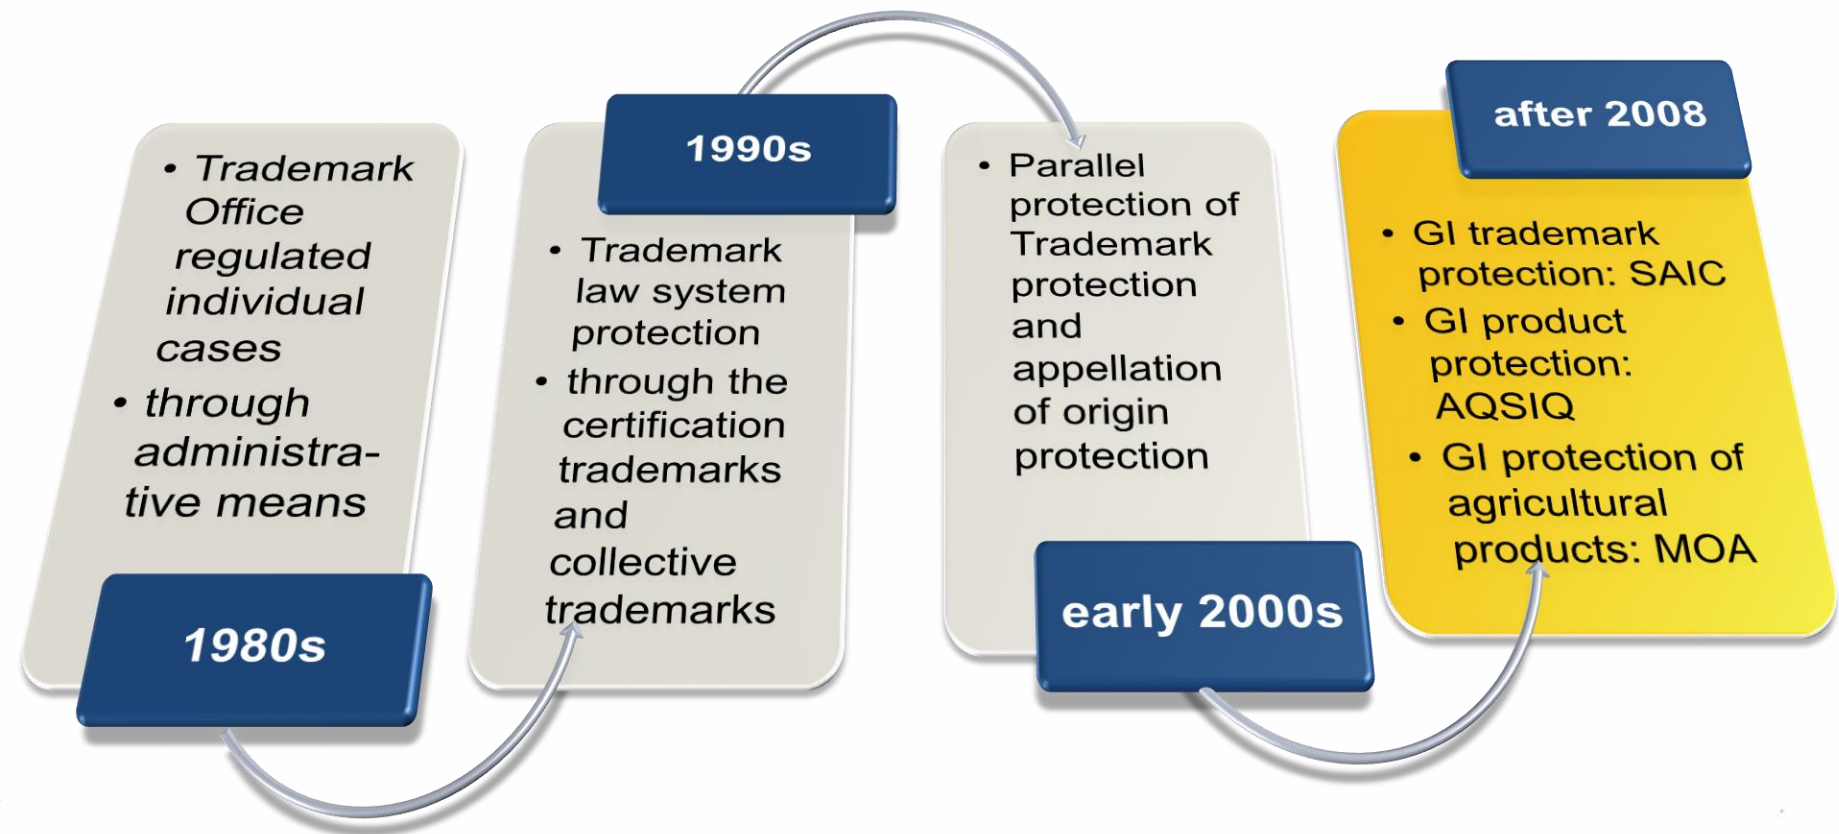 • Trademark
Office
regulated
individual
cases
• through
administra-
tive means
1980s
1990s
• Trademark
law system
protection
• through the
certification
trademarks
and
collective
trademarks
• Parallel
protection of
Trademark
protection
and
appellation
of origin
protection
early 2000s
after 2008
• GI trademark
protection: SAIC
• GI product
protection:
AQSIQ
• GI protection of
agricultural
products: MOA